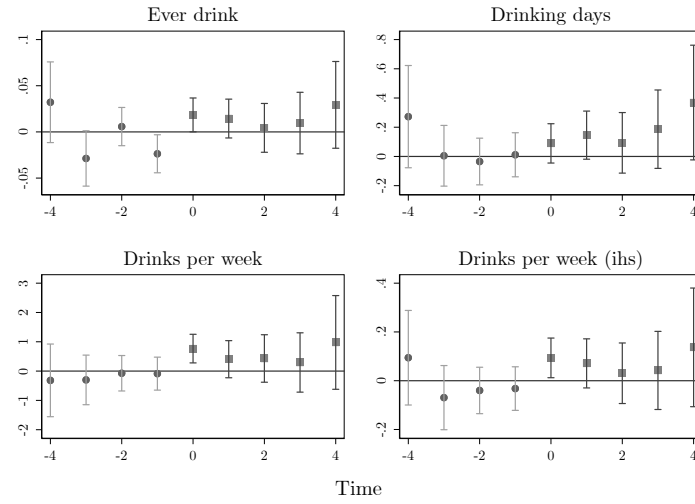 Ever drink
.1
.05
0
-.05
-4 -2 0 2 4
Drinking days
.8
.6
.4
.2
0
-.2
-4 -2 0 2 4
Drinks per week
3
2
1
0
-1
-2
-4 -2 0 2 4
Drinks per week (ihs)
.4
.2
0
-.2
-4 -2 0 2 4
Time